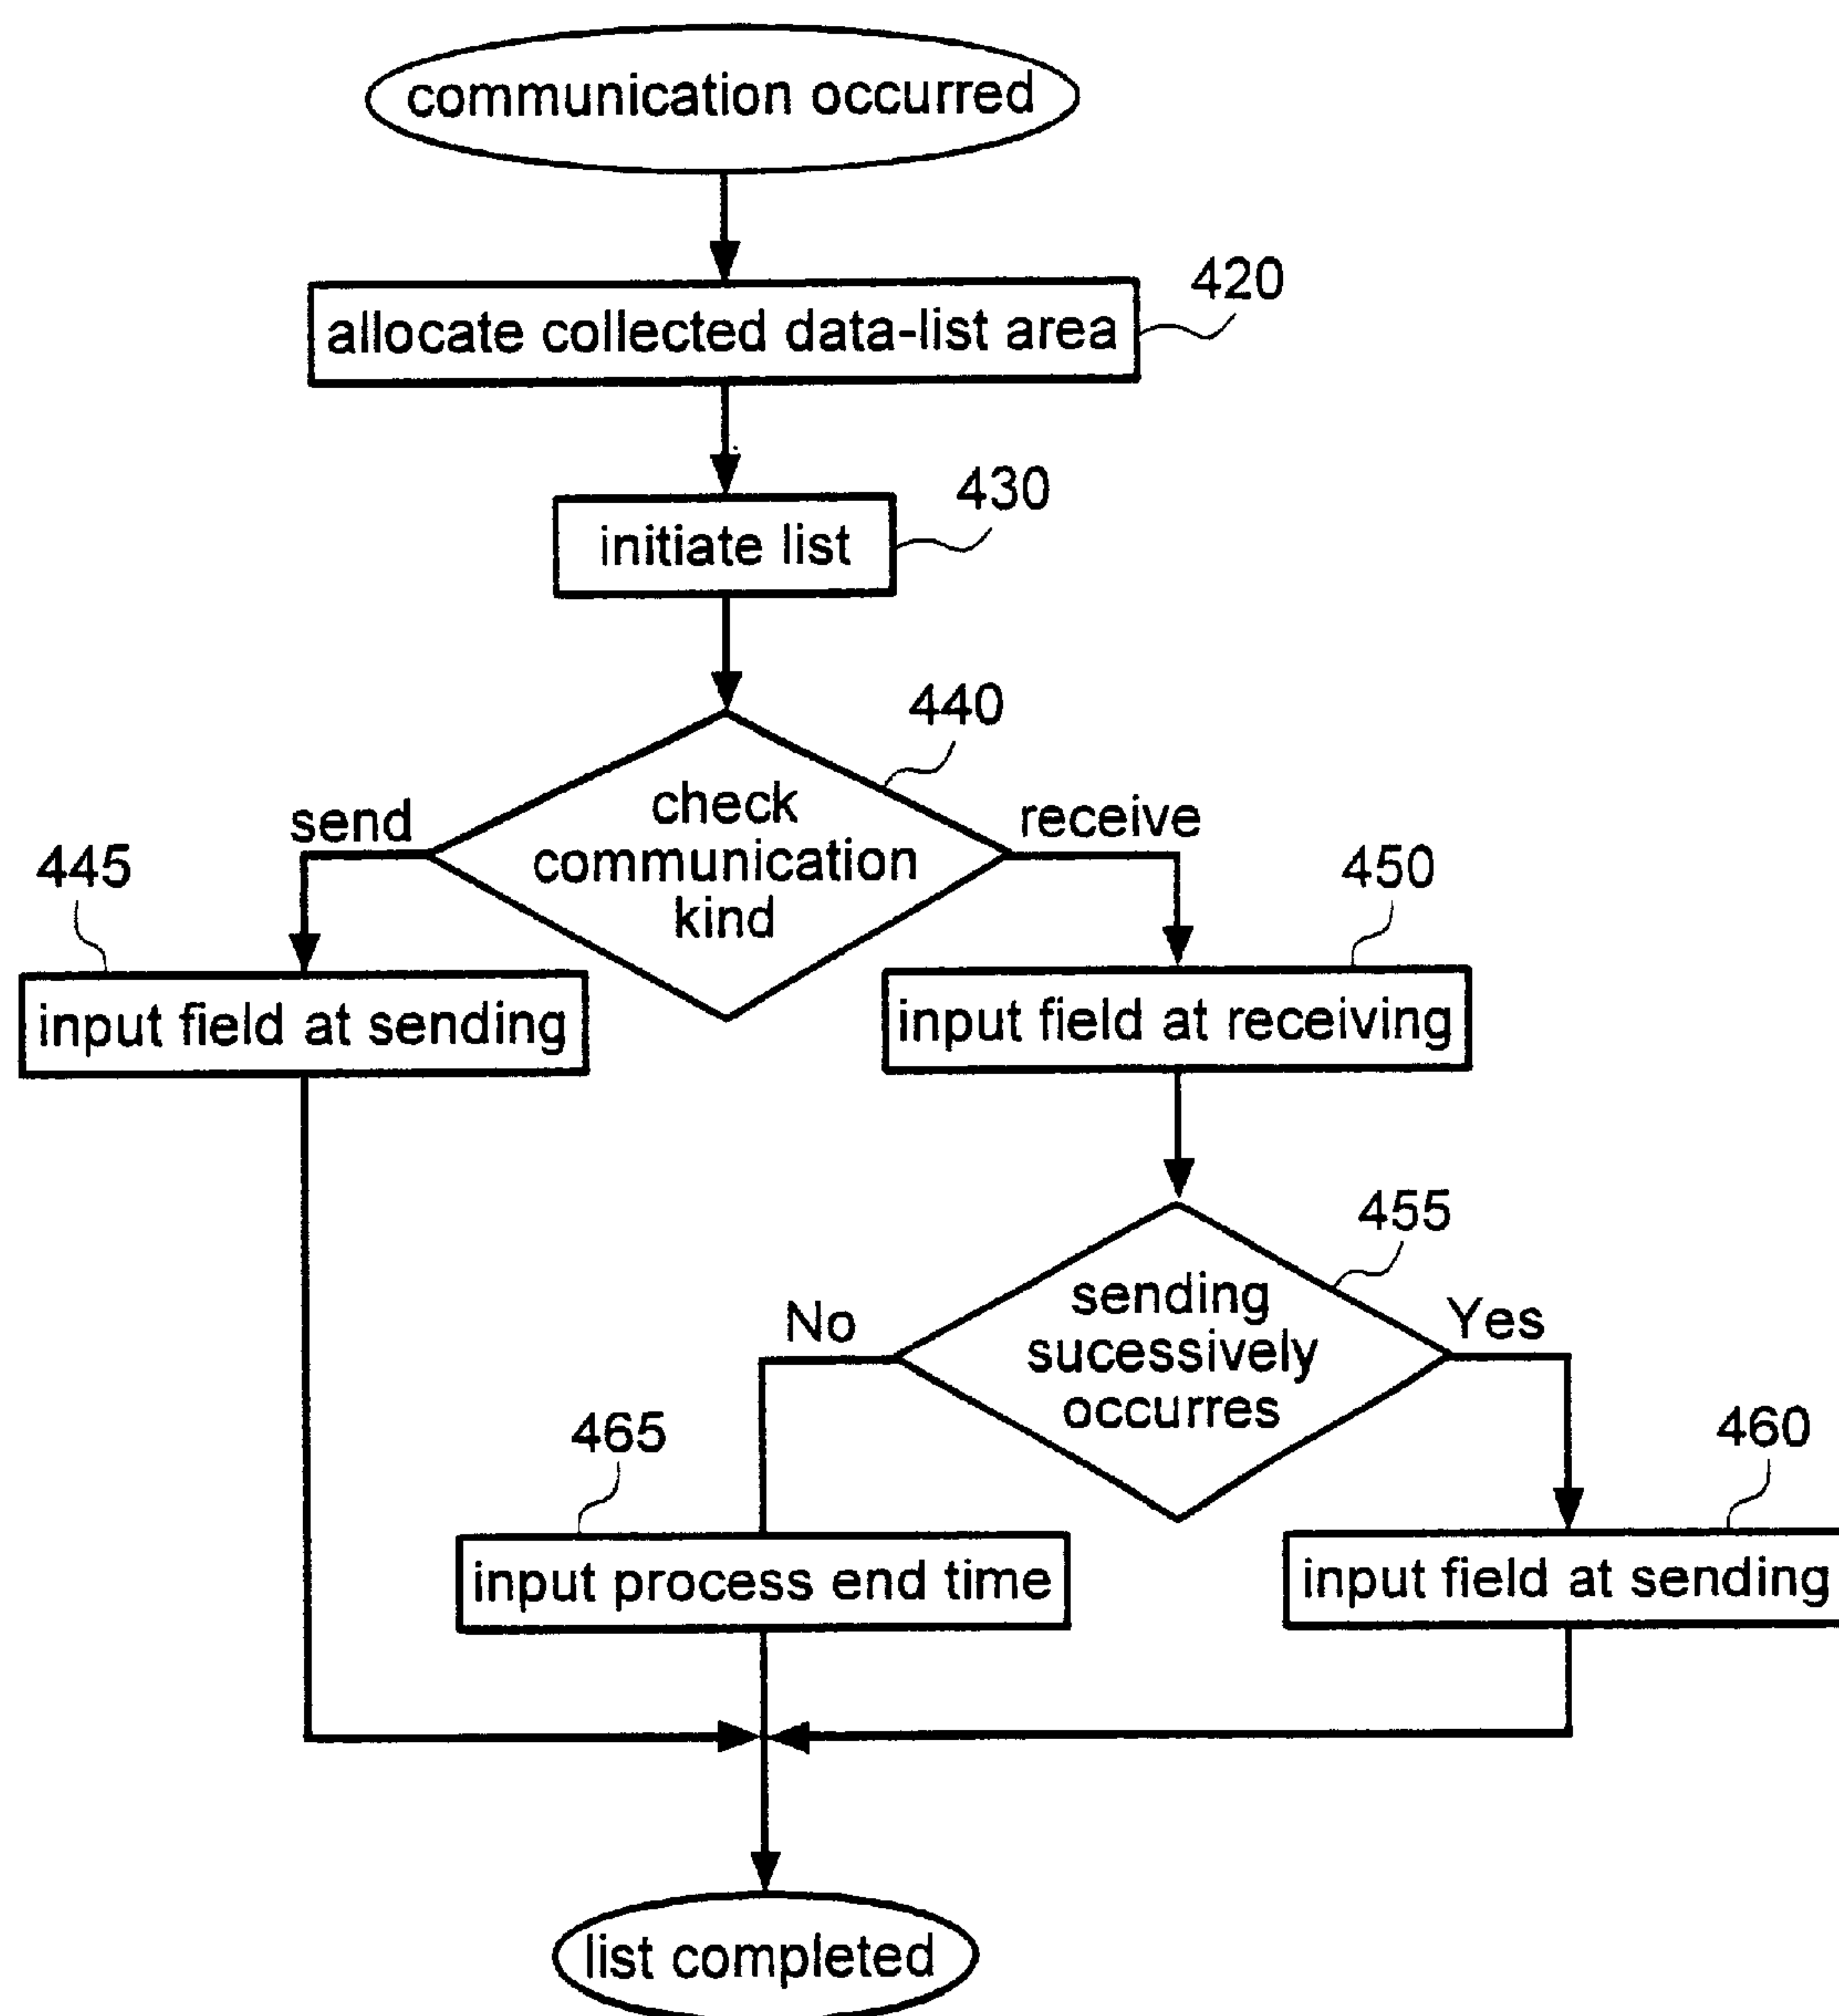 communication occurred
420
allocate collected data-list area
430
initiate list
440
send
check
communication
kind
receive
445
450
input field at sending
input field at receiving
455
No
sending
sucessively
occurres
Yes
465
460
input process end time
input field at sending
list completed